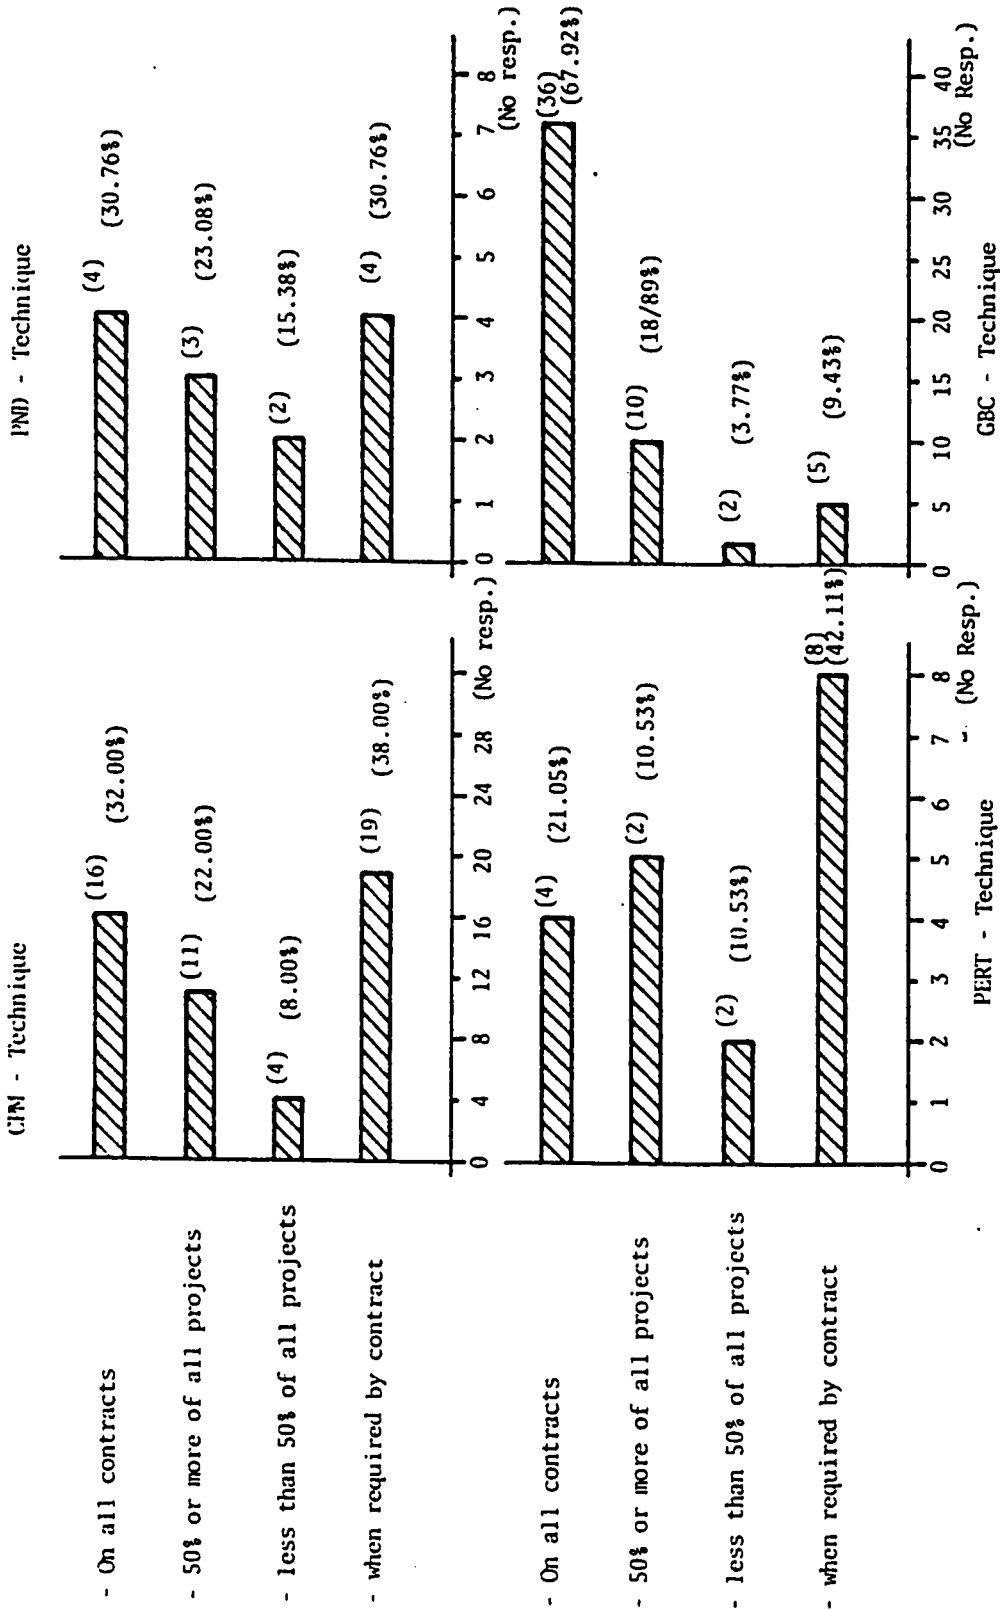 CPM - Technique
PND - Technique
- On all contracts
(16)
(32.00%)
(4)
(30.76%)
- 50% or more of all projects
(11)
(22.00%)
(3)
(23.08%)
- less than 50% of all projects
(4)
(8.00%)
(2)
(15.38%)
- when required by contract
(19)
(38.00%)
(4)
(30.76%)
0 4 8 12 16 20 24 28 (No resp.)
0 1 2 3 4 5 6 7 8
(No resp.)
- On all contracts
(4)
(21.05%)
(36)
(67.92%)
- 50% or more of all projects
(2)
(10.53%)
(10)
(18/89%)
- less than 50% of all projects
(2)
(10.53%)
(2)
(3.77%)
- when required by contract
(8)
(42.11%)
(5)
(9.43%)
0 1 2 3 4 5 6 7 8
(No Resp.)
0 5 10 15 20 25 30 35 40
(No Resp.)
PERT - Technique
GBC - Technique